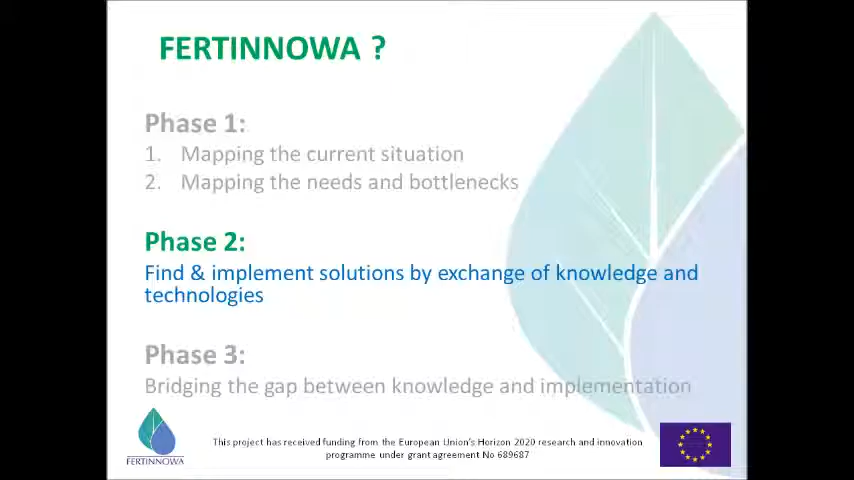 FERTINNOWA ?
Phase 1:
1. Mapping the current situation
2. Mapping the needs and bottlenecks
Phase 2:
Find & implement solutions by exchange of knowledge and
technologies
Phase 3:
Bridging the gap between knowledge and implementation
This project has received funding from the European Union's Horizon 2020 research and innovation
programme under grant agreement No 689687
FERTINNOWA